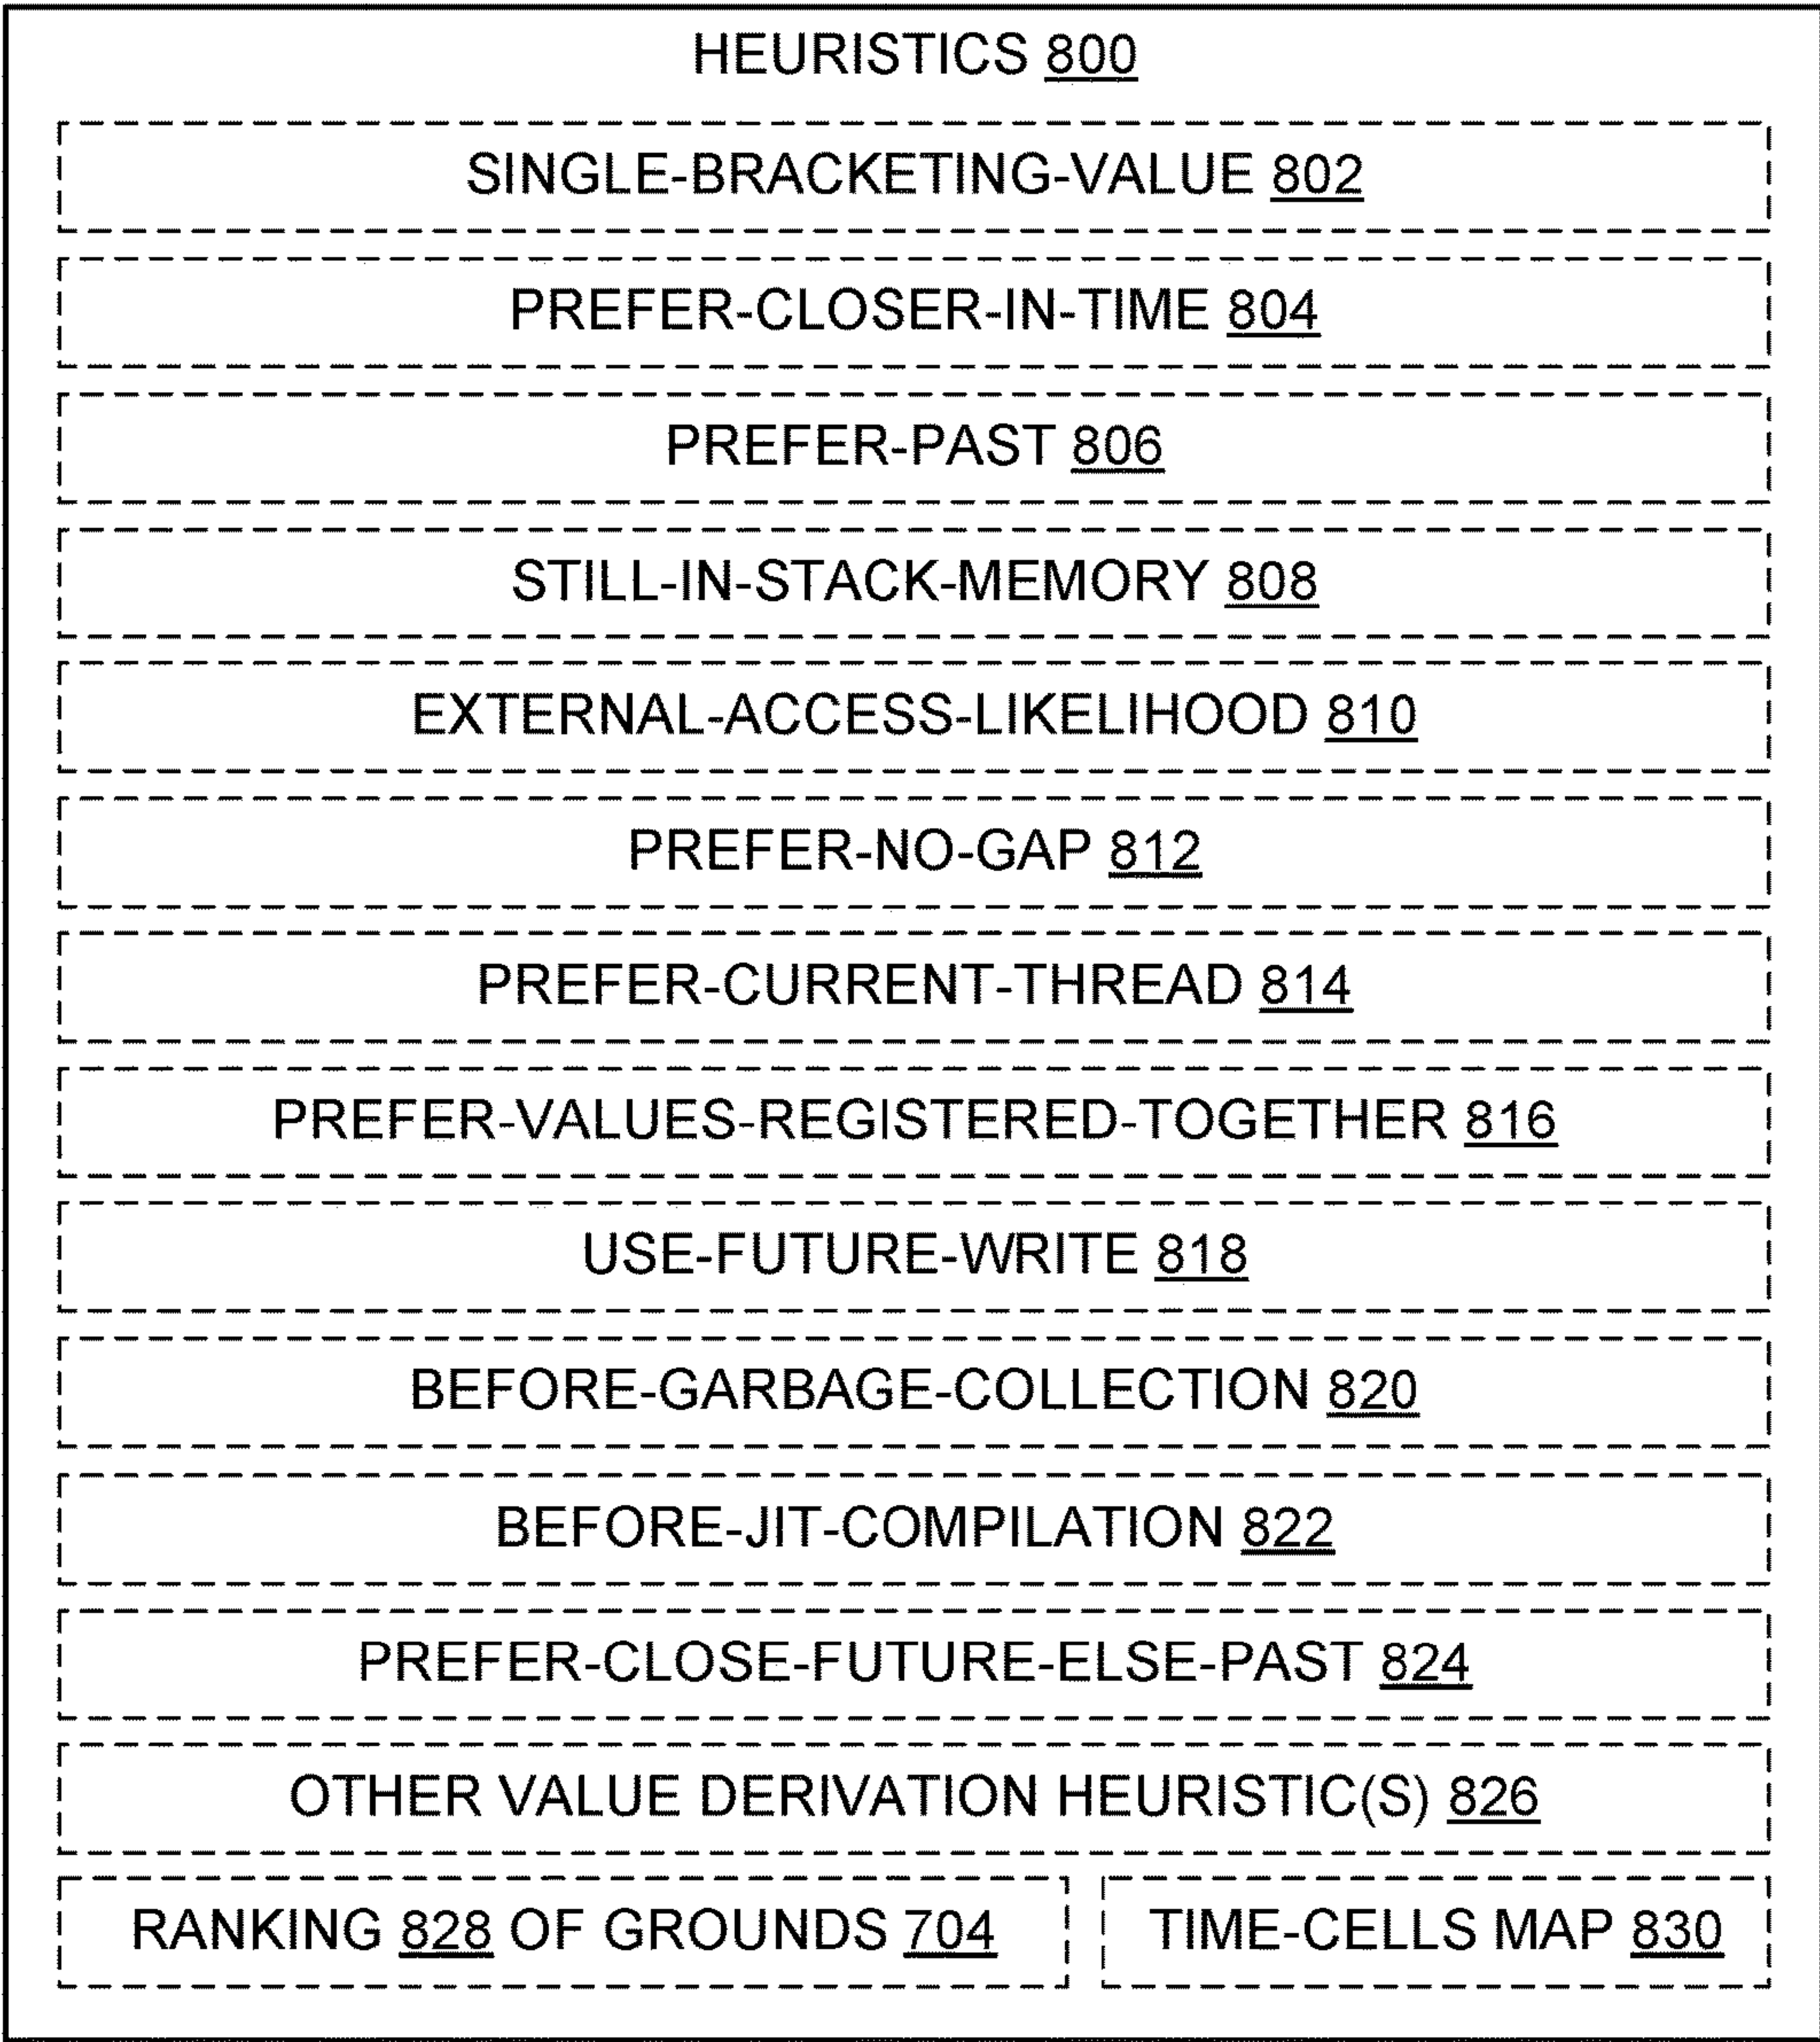 HEURISTICS 800
SINGLE-BRACKETING-VALUE 802
PREFER-CLOSER-IN-TIME 804
PREFER-PAST 806
STILL-IN-STACK-MEMORY 808
EXTERNAL-ACCESS-LIKELIHOOD 810
PREFER-NO-GAP 812
PREFER-CURRENT-THREAD 814
PREFER-VALUES-REGISTERED-TOGETHER 816
USE-FUTURE-WRITE 818
BEFORE-GARBAGE-COLLECTION 820
BEFORE-JIT-COMPILATION 822
PREFER-CLOSE-FUTURE-ELSE-PAST 824
OTHER VALUE DERIVATION HEURISTIC(S) 826
RANKING 828 OF GROUNDS 704
TIME-CELLS MAP 830